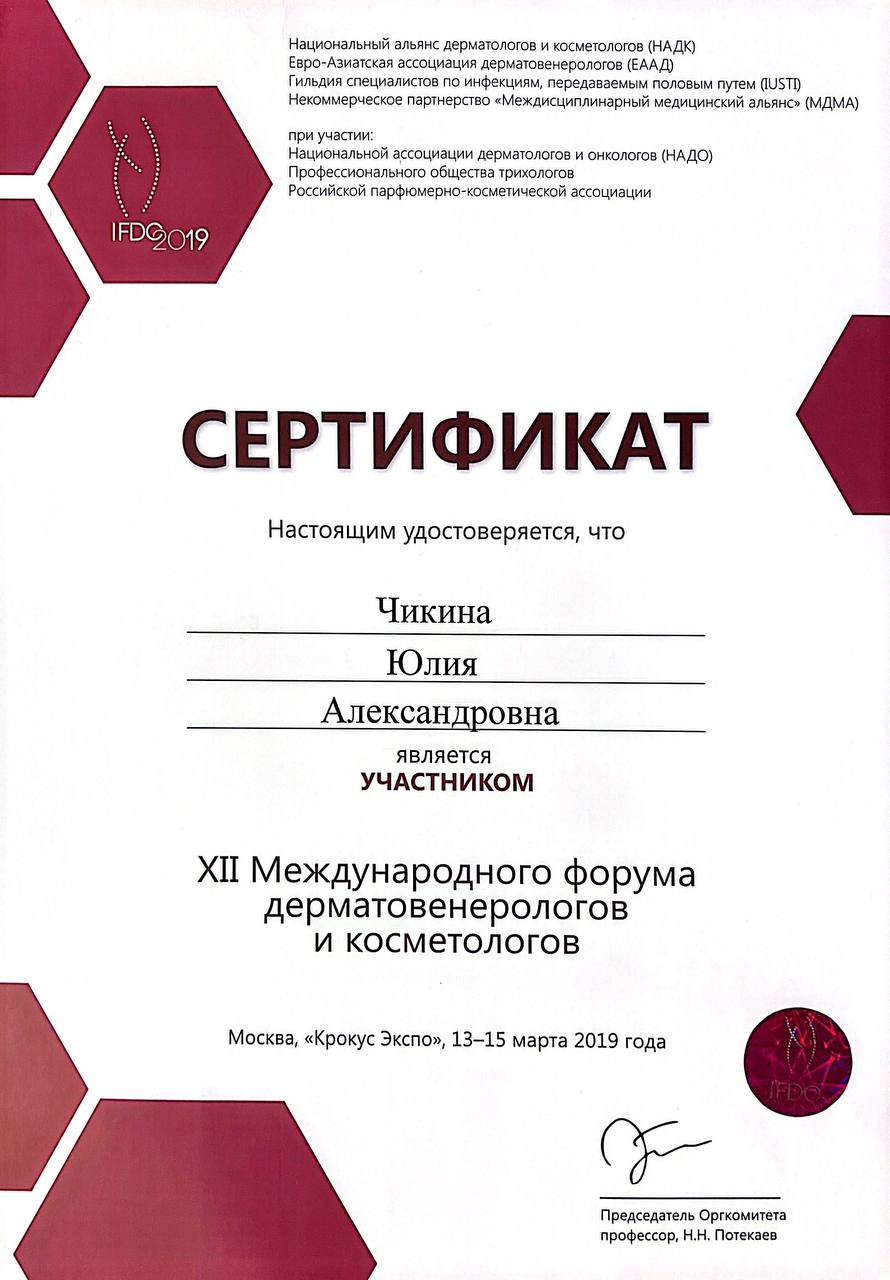 Национальный альянс дерматологов и косметологов (НАДК)
Евро-Азиатская ассоциация дерматовенерологов (ЕААД)
Гильдия специалистов по инфекциям, передаваемым половым путем (IUSTI)
Некоммерческое партнерство «Междисциплинарный медицинский альянс» (МДМА)
при участии:
Национальной ассоциации дерматологов и онкологов (НАДО)
Профессионального общества трихологов
Российской парфюмерно-косметической ассоциации
IFDC2019
СЕРТИФИКАТ
Настоящим удостоверяется, что
Чикина
Юлия
Александровна
является
УЧАСТНИКОМ
XII Международного форума
дерматовенерологов
и косметологов
Москва, «Крокус Экспо», 13–15 марта 2019 года
IFDC
Председатель Оргкомитета
профессор, Н.Н. Потекаев